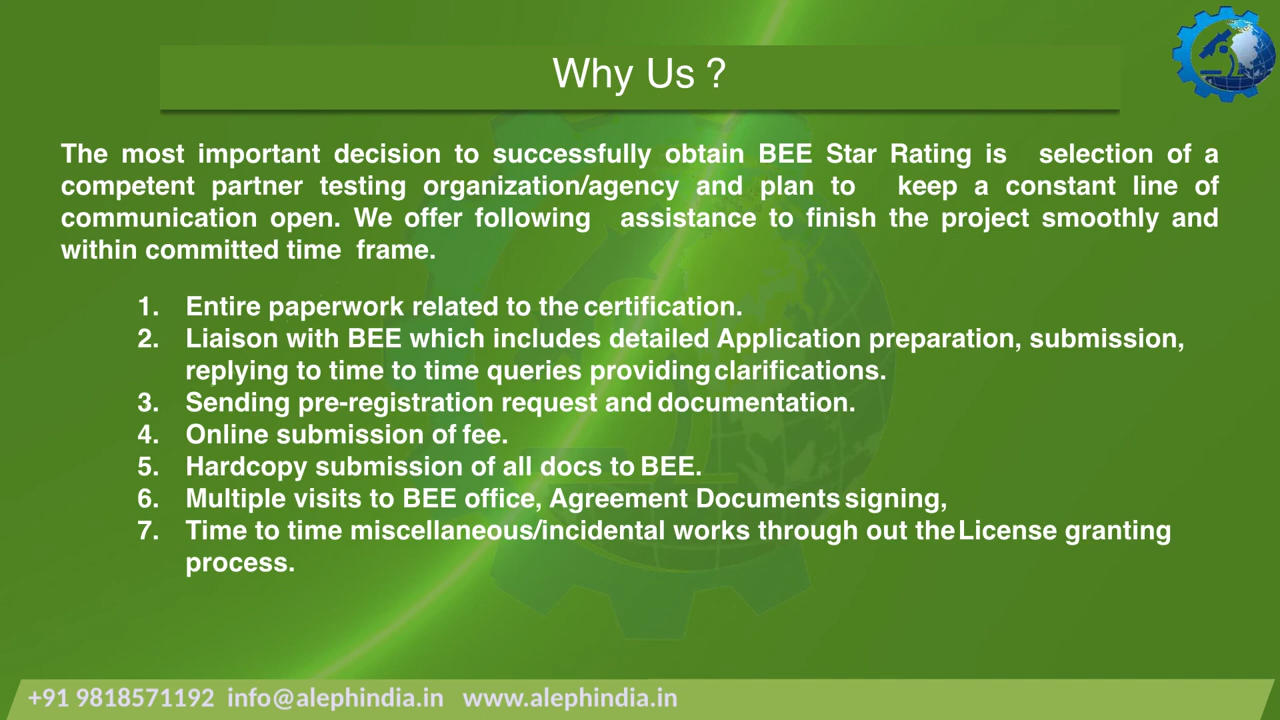 Why Us ?
The most important decision to successfully obtain BEE Star Rating is selection of a
competent partner testing organization/agency and plan to keep a constant line of
communication open. We offer following assistance to finish the project smoothly and
within committed time frame.
1. Entire paperwork related to the certification.
2. Liaison with BEE which includes detailed Application preparation, submission,
replying to time to time queries providing clarifications.
3. Sending pre-registration request and documentation.
4. Online submission of fee.
5. Hardcopy submission of all docs to BEE.
6. Multiple visits to BEE office, Agreement Documents signing,
7. Time to time miscellaneous/incidental works through out the License granting
process.
+91 9818571192 info@alephindia.in www.alephindia.in